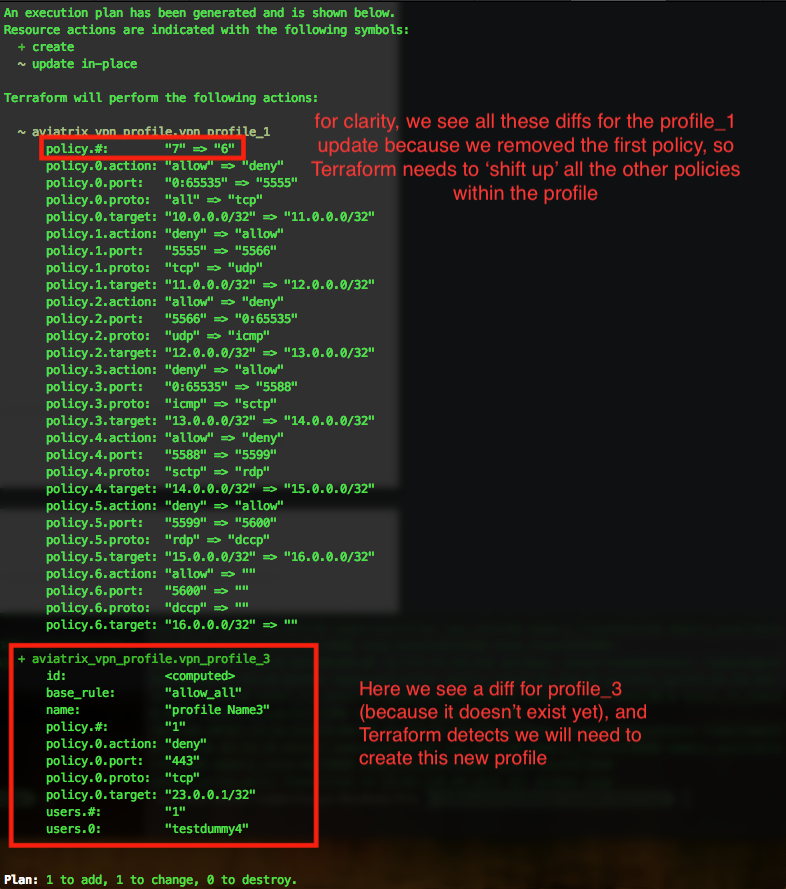 An execution plan has been generated and is shown below.
Resource actions are indicated with the following symbols:
+ create
~ update in-place
Terraform will perform the following actions:
~ aviatrix_vpn_profile.vpn_profile_1
policy.#: "7" => "6"
policy.0.action: "allow" => "deny"
policy.0.port: "0:65535" => "5555"
policy.0.proto: "all" => "tcp"
policy.0.target: "10.0.0.0/32" => "11.0.0.0/32"
policy.1.action: "deny" => "allow"
policy.1.port: "5555" => "5566"
policy.1.proto: "tcp" => "udp"
policy.1.target: "11.0.0.0/32" => "12.0.0.0/32"
policy.2.action: "allow" => "deny"
policy.2.port: "5566" => "0:65535"
policy.2.proto: "udp" => "icmp"
policy.2.target: "12.0.0.0/32" => "13.0.0.0/32"
policy.3.action: "deny" => "allow"
policy.3.port: "0:65535" => "5588"
policy.3.proto: "icmp" => "sctp"
policy.3.target: "13.0.0.0/32" => "14.0.0.0/32"
policy.4.action: "allow" => "deny"
policy.4.port: "5588" => "5599"
policy.4.proto: "sctp" => "rdp"
policy.4.target: "14.0.0.0/32" => "15.0.0.0/32"
policy.5.action: "deny" => "allow"
policy.5.port: "5599" => "5600"
policy.5.proto: "rdp" => "dccp"
policy.5.target: "15.0.0.0/32" => "16.0.0.0/32"
policy.6.action: "allow" => ""
policy.6.port: "5600" => ""
policy.6.proto: "dccp" => ""
policy.6.target: "16.0.0.0/32" => ""
for clarity, we see all these diffs for the profile_1
update because we removed the first policy, so
Terraform needs to ‘shift up’ all the other policies
within the profile
+ aviatrix_vpn_profile.vpn_profile_3
id: <computed>
base_rule: "allow_all"
name: "profile Name3"
policy.#: "1"
policy.0.action: "deny"
policy.0.port: "443"
policy.0.proto: "tcp"
policy.0.target: "23.0.0.1/32"
users.#: "1"
users.0: "testdummy4"
Here we see a diff for profile_3
(because it doesn’t exist yet), and
Terraform detects we will need to
create this new profile
Plan: 1 to add, 1 to change, 0 to destroy.